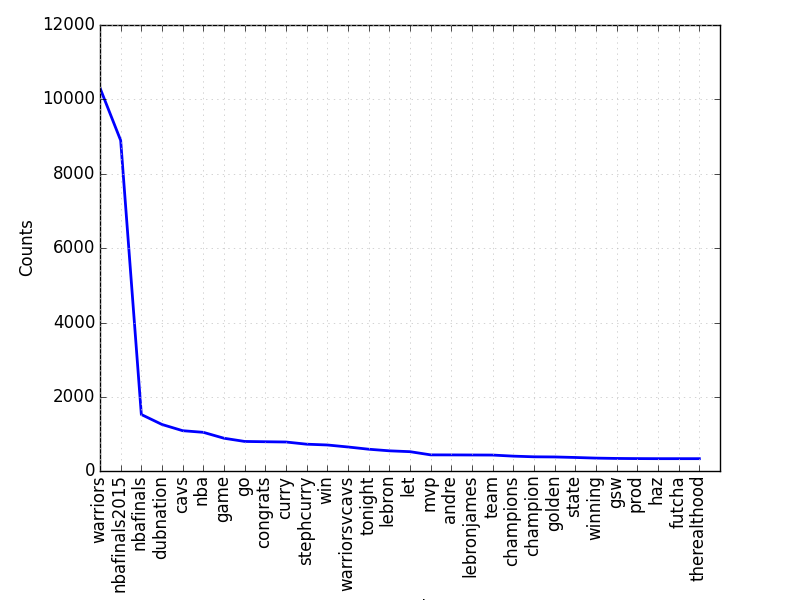 12000
10000
8000
6000
4000
2000
0
Counts
warriors
nbafinals2015
nbafinals
dubnation
cavs
nba
game
go
congrats
curry
stephcurry
win
warriorsvcavs
tonight
lebron
let
mvp
andre
lebronjames
team
champions
champion
golden
state
winning
gsw
prod
haz
futcha
therealthood